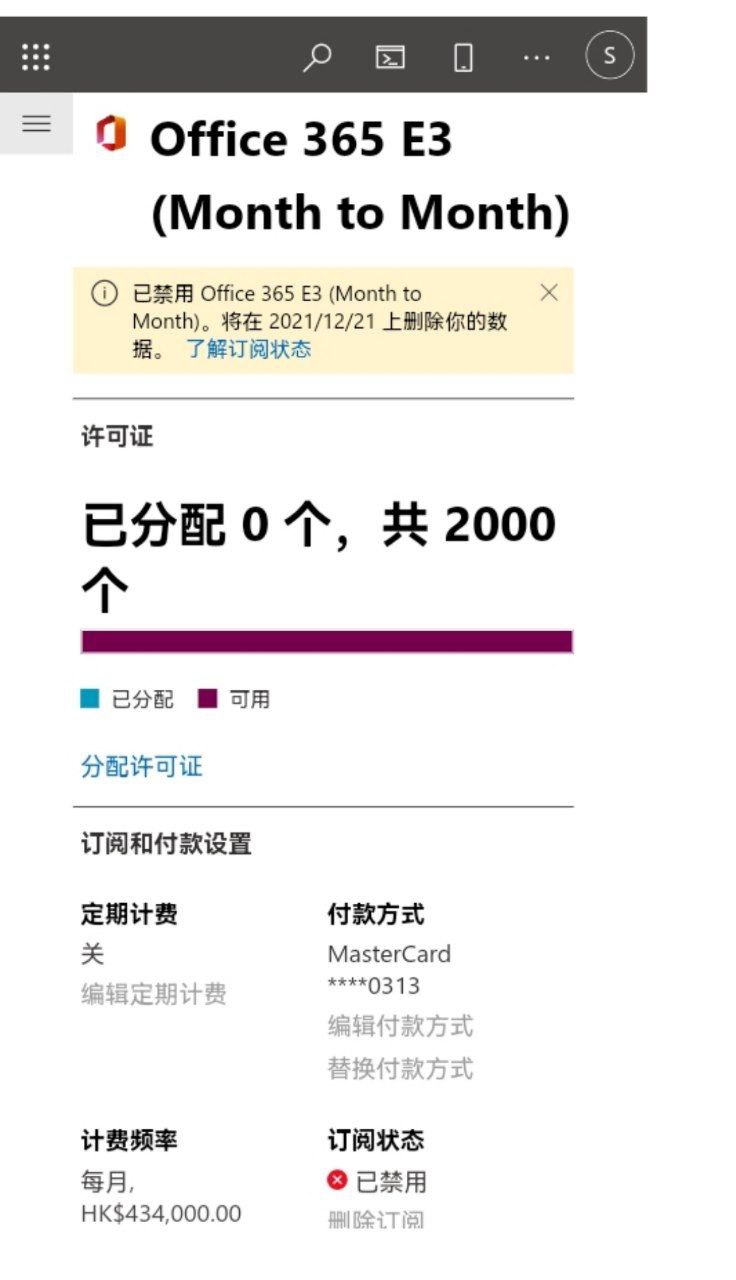 S
Office 365 E3
(Month to Month)
已禁用 Office 365 E3 (Month to
Month)。将在 2021/12/21 上删除你的数
据。 了解订阅状态
许可证
已分配 0 个，共 2000
个
已分配 可用
分配许可证
订阅和付款设置
定期计费
关
编辑定期计费
付款方式
MasterCard
****0313
编辑付款方式
替换付款方式
计费频率
每月,
HK$434,000.00
订阅状态
已禁用
删除订阅